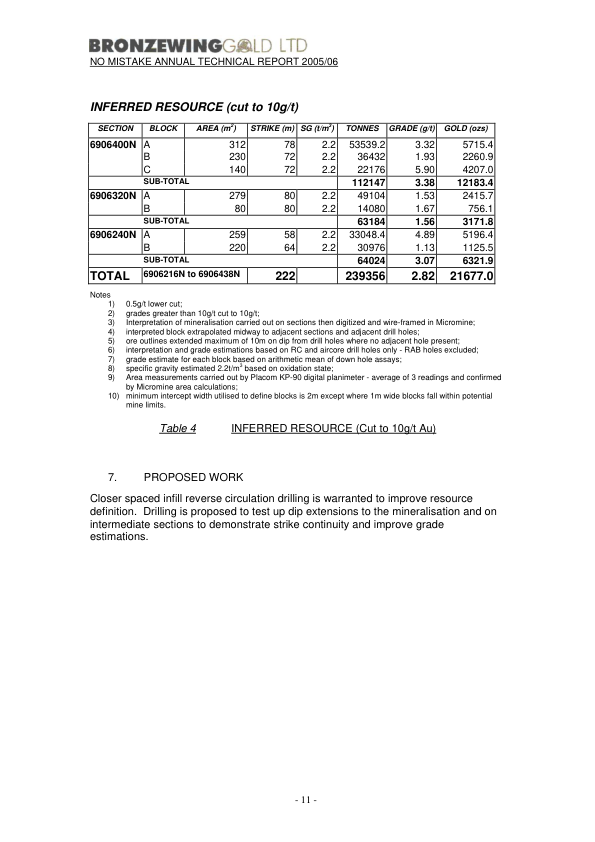 BRONZEWINGGOLD LTD
NO MISTAKE ANNUAL TECHNICAL REPORT 2005/06
INFERRED RESOURCE (cut to 10g/t)
SECTION BLOCK AREA (m²) STRIKE (m) SG (t/m³) TONNES GRADE (g/t) GOLD (ozs)
6906400N A 312 78 2.2 53539.2 3.32 5715.4
B 230 72 2.2 36432 1.93 2260.9
C 140 72 2.2 22176 5.90 4207.0
SUB-TOTAL 112147 3.38 12183.4
6906320N A 279 80 2.2 49104 1.53 2415.7
B 80 80 2.2 14080 1.67 756.1
SUB-TOTAL 63184 1.56 3171.8
6906240N A 259 58 2.2 33048.4 4.89 5196.4
B 220 64 2.2 30976 1.13 1125.5
SUB-TOTAL 64024 3.07 6321.9
TOTAL 6906216N to 6906438N 222 239356 2.82 21677.0
Notes
1) 0.5g/t lower cut;
2) grades greater than 10g/t cut to 10g/t;
3) Interpretation of mineralisation carried out on sections then digitized and wire-framed in Micromine;
4) interpreted block extrapolated midway to adjacent sections and adjacent drill holes;
5) ore outlines extended maximum of 10m on dip from drill holes where no adjacent hole present;
6) interpretation and grade estimations based on RC and aircore drill holes only - RAB holes excluded;
7) grade estimate for each block based on arithmetic mean of down hole assays;
8) specific gravity estimated 2.2t/m³ based on oxidation state;
9) Area measurements carried out by Placom KP-90 digital planimeter - average of 3 readings and confirmed
by Micromine area calculations;
10) minimum intercept width utilised to define blocks is 2m except where 1m wide blocks fall within potential
mine limits.
Table 4 INFERRED RESOURCE (Cut to 10g/t Au)
7. PROPOSED WORK
Closer spaced infill reverse circulation drilling is warranted to improve resource
definition. Drilling is proposed to test up dip extensions to the mineralisation and on
intermediate sections to demonstrate strike continuity and improve grade
estimations.
- 11 -